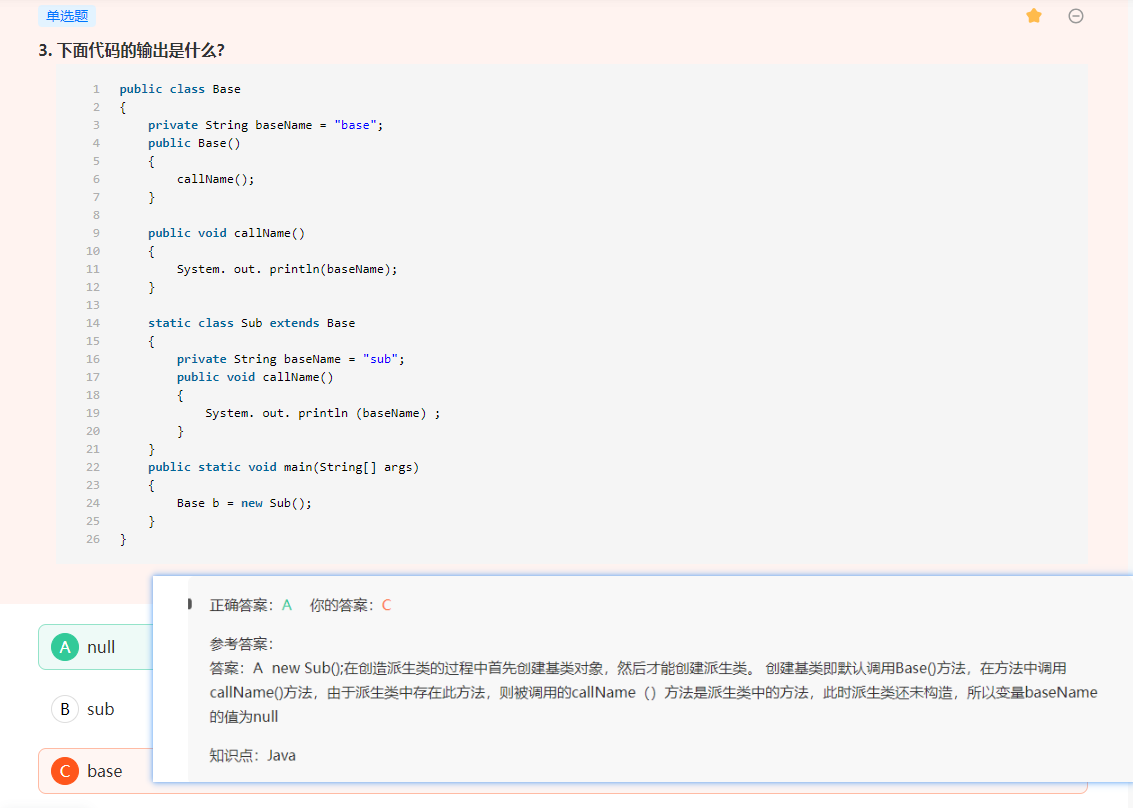 单选题
3. 下面代码的输出是什么?
1 public class Base
2 {
3     private String baseName = "base";
4     public Base()
5     {
6         callName();
7     }
8
9     public void callName()
10     {
11         System. out. println(baseName);
12     }
13
14     static class Sub extends Base
15     {
16         private String baseName = "sub";
17         public void callName()
18         {
19             System. out. println (baseName) ;
20         }
21     }
22     public static void main(String[] args)
23     {
24         Base b = new Sub();
25     }
26 }
正确答案：A 你的答案：C
参考答案：
答案：A new Sub();在创造派生类的过程中首先创建基类对象，然后才能创建派生类。 创建基类即默认调用Base()方法，在方法中调用
callName()方法，由于派生类中存在此方法，则被调用的callName（）方法是派生类中的方法，此时派生类还未构造，所以变量baseName
的值为null
知识点：Java
A null
B sub
C base